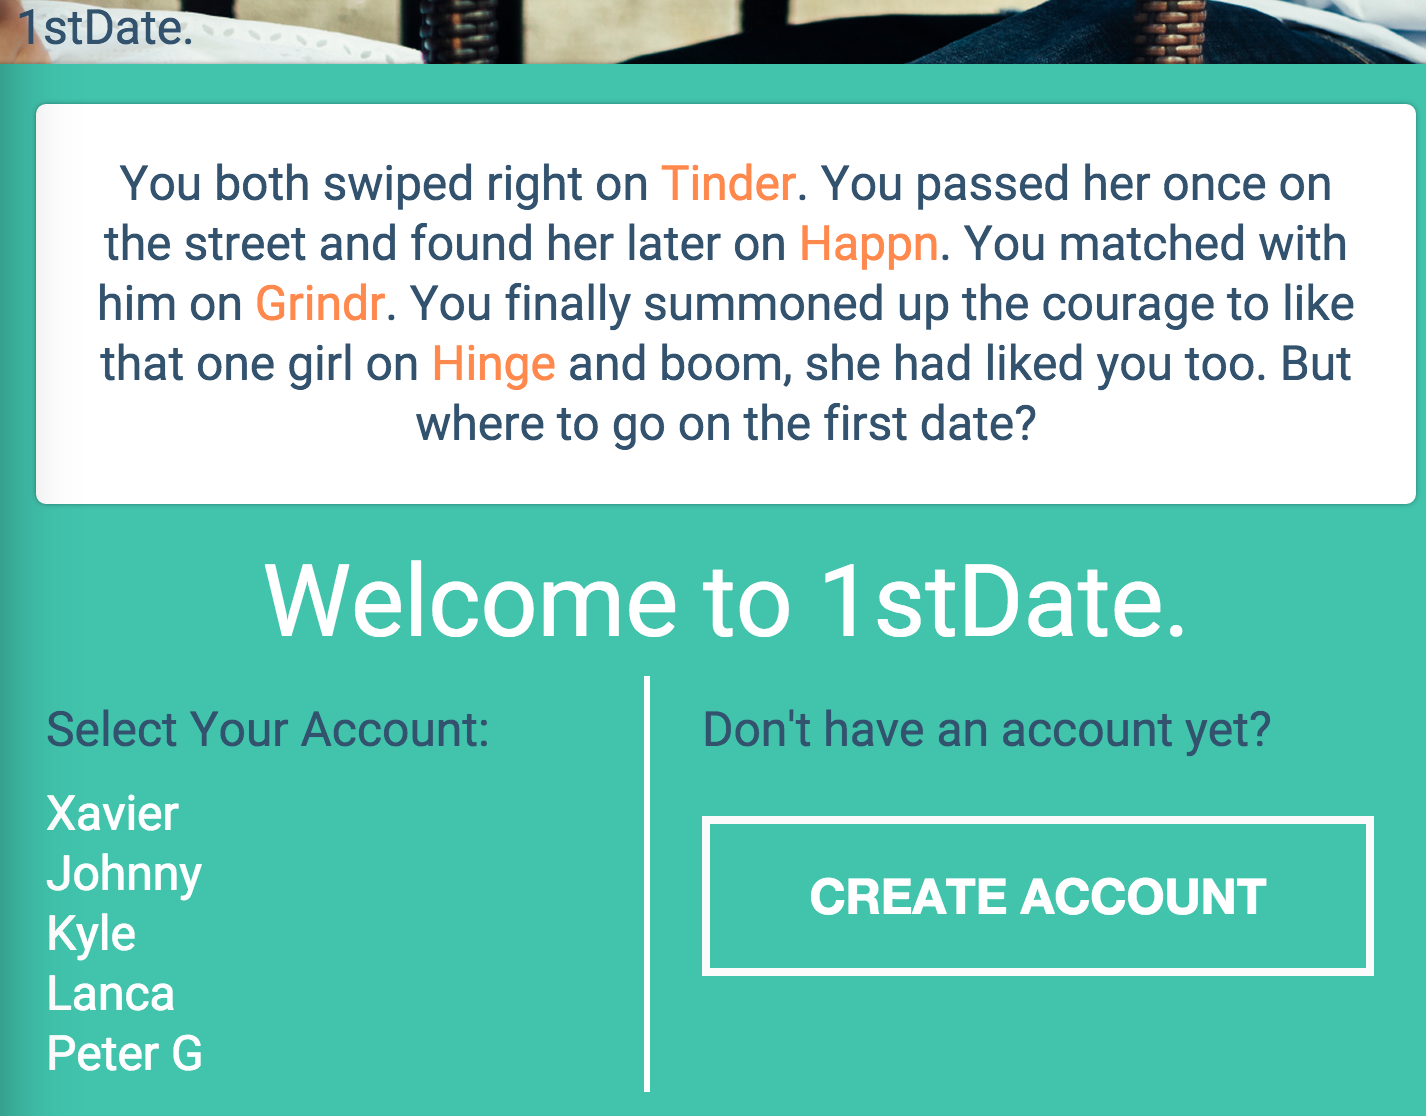 1stDate.
You both swiped right on Tinder. You passed her once on
the street and found her later on Happn. You matched with
him on Grindr. You finally summoned up the courage to like
that one girl on Hinge and boom, she had liked you too. But
where to go on the first date?
Welcome to 1stDate.
Select Your Account:
Xavier
Johnny
Kyle
Lanca
Peter G
Don't have an account yet?
CREATE ACCOUNT